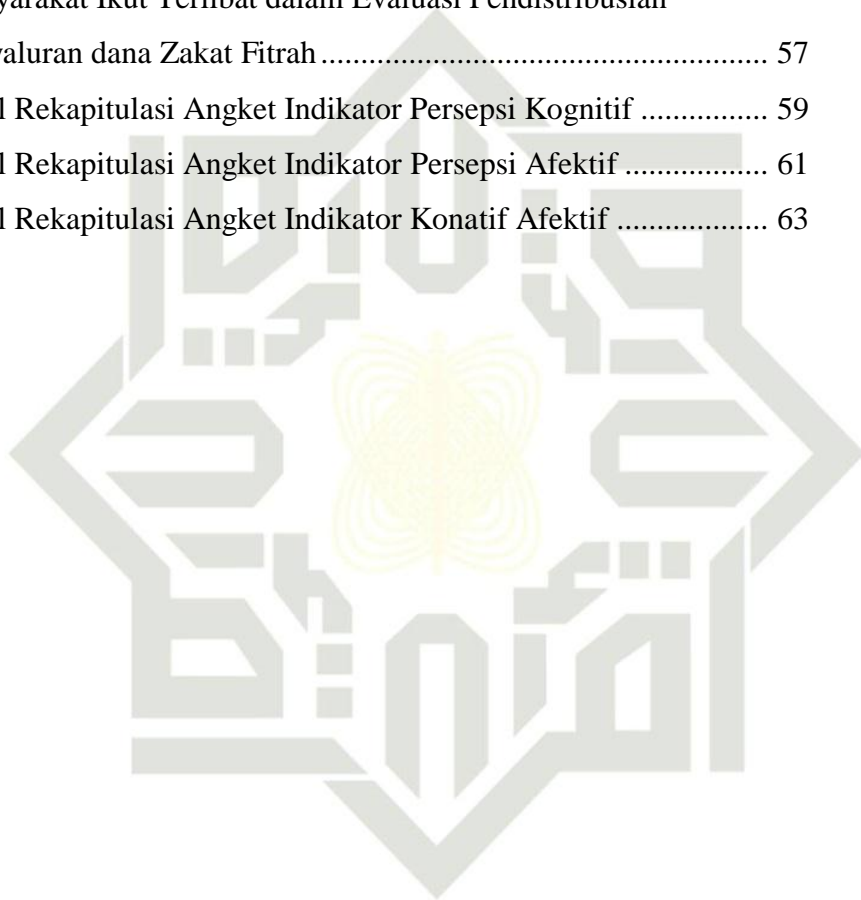 yarakat Ikut Terlibat dalam Evaluasi Pendistribusian
yaluran dana Zakat Fitrah ................................................ 57
l Rekapitulasi Angket Indikator Persepsi Kognitif ................ 59
l Rekapitulasi Angket Indikator Persepsi Afektif .................. 61
l Rekapitulasi Angket Indikator Konatif Afektif ................... 63